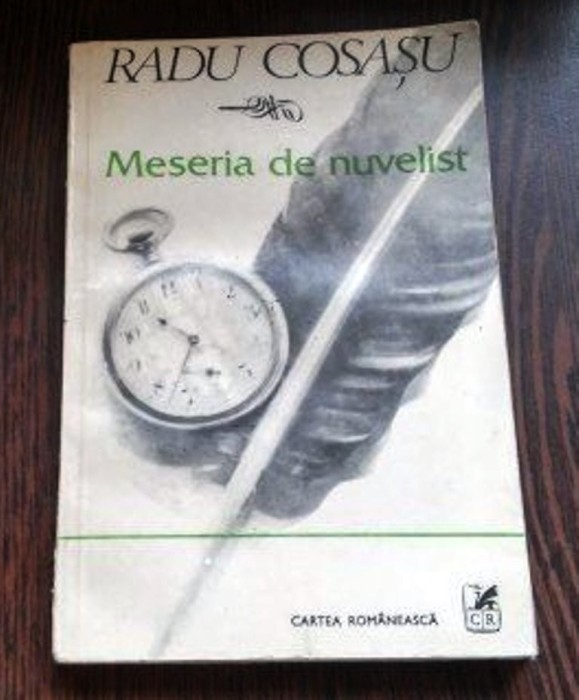 RADU COSAȘU
Meseria de nuvelist
CARTEA ROMÂNEASCĂ
CR